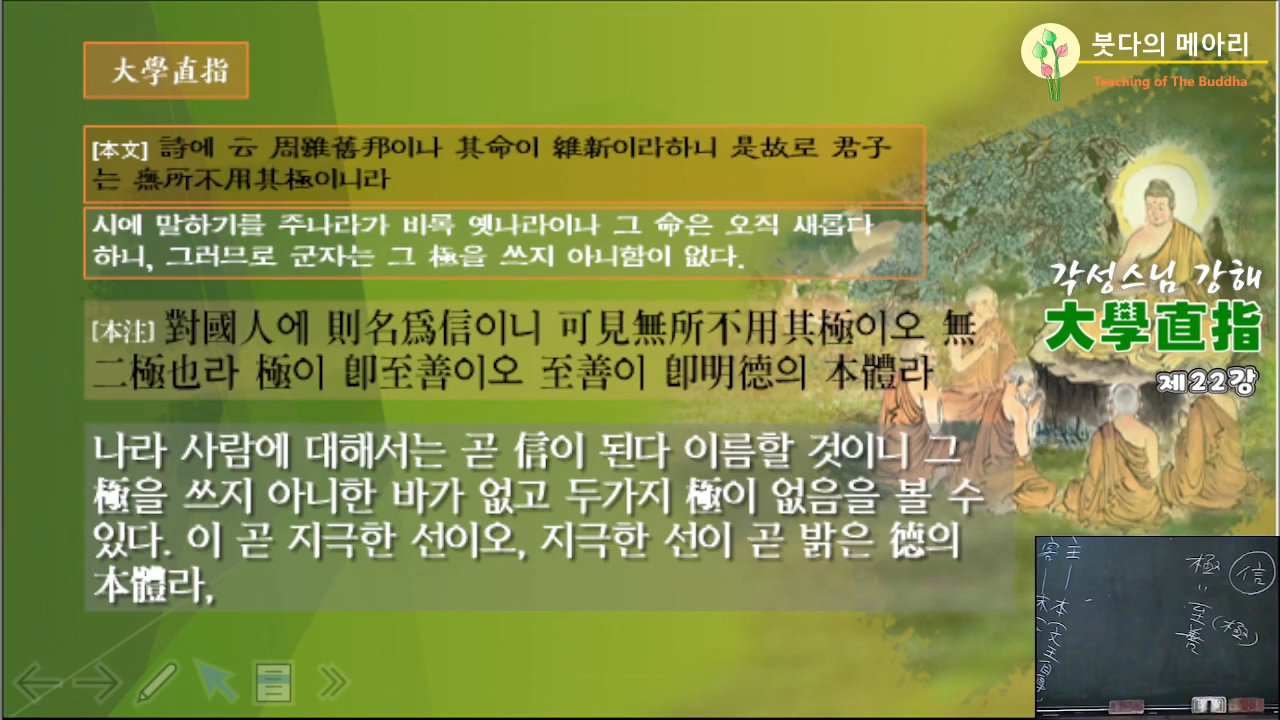 大學直指
[本文] 詩에 云 周雖舊邦이나 其命이 維新이라하니 是故로 君子
는 無所不用其極이니라
시에 말하기를 주나라가 비록 옛나라이나 그 命은 오직 새롭다
하니, 그러므로 군자는 그 極을 쓰지 아니함이 없다.
[本注] 對國人에 則名爲信이니 可見無所不用其極이오 無
二極也라 極이 卽至善이오 至善이 卽明德의 本體라
나라 사람에 대해서는 곧 信이 된다 이름할 것이니 그
極을 쓰지 아니한 바가 없고 두가지 極이 없음을 볼 수
있다. 이 곧 지극한 선이오, 지극한 선이 곧 밝은 德의
本體라,
붓다의 메아리
Teaching of The Buddha
각성스님 강해
大學直指
제22강
信
極
至善
(極)
主
本
客
末